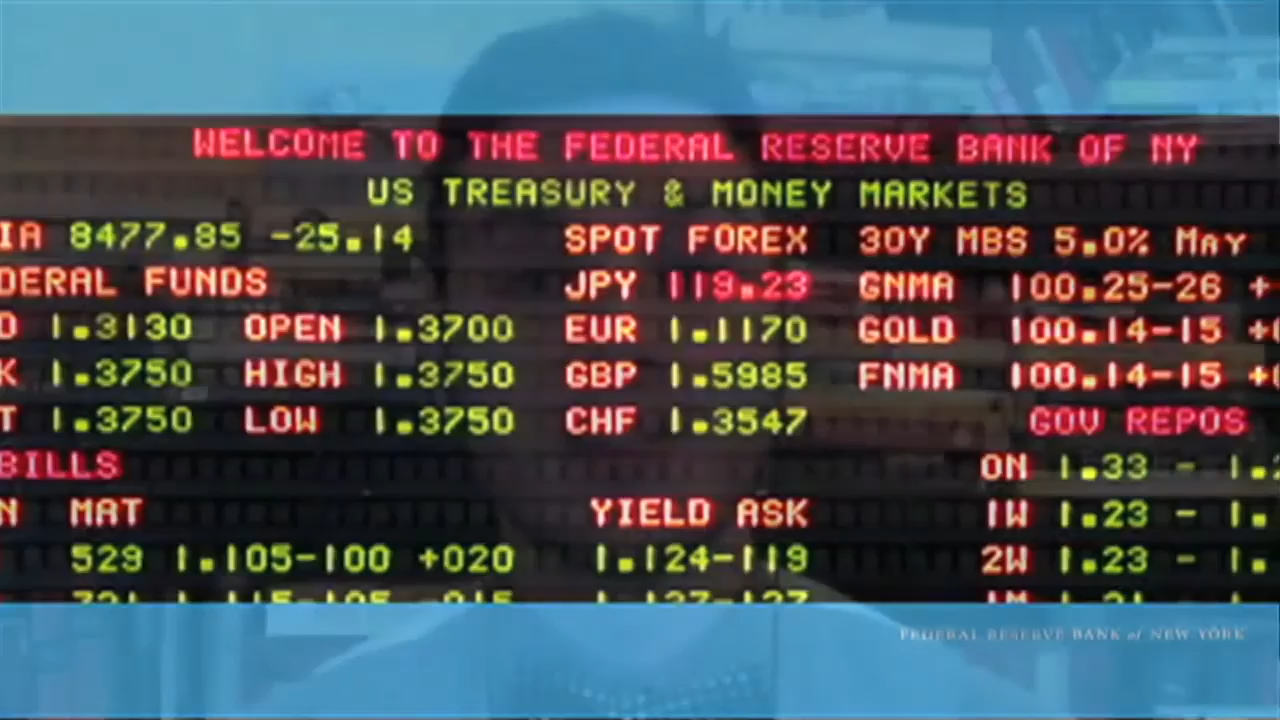 WELCOME TO THE FEDERAL RESERVE BANK OF NY
US TREASURY & MONEY MARKETS
IA 8477.85 -25.14 SPOT FOREX 30Y MBS 5.0% MAY
DERAL FUNDS JPY 119.23 GNMA 100.25-26 +
O 1.3130 OPEN 1.3700 EUR 1.1170 GOLD 100.14-15 +
K 1.3750 HIGH 1.3750 GBP 1.5985 FNMA 100.14-15 +
T 1.3750 LOW 1.3750 CHF 1.3547 GOV REPOS
BILLS ON 1.33 - 1.
N MAT YIELD ASK 1W 1.23 - 1.
529 1.105-100 +020 1.124-119 2W 1.23 - 1.
FEDERAL RESERVE BANK of NEW YORK